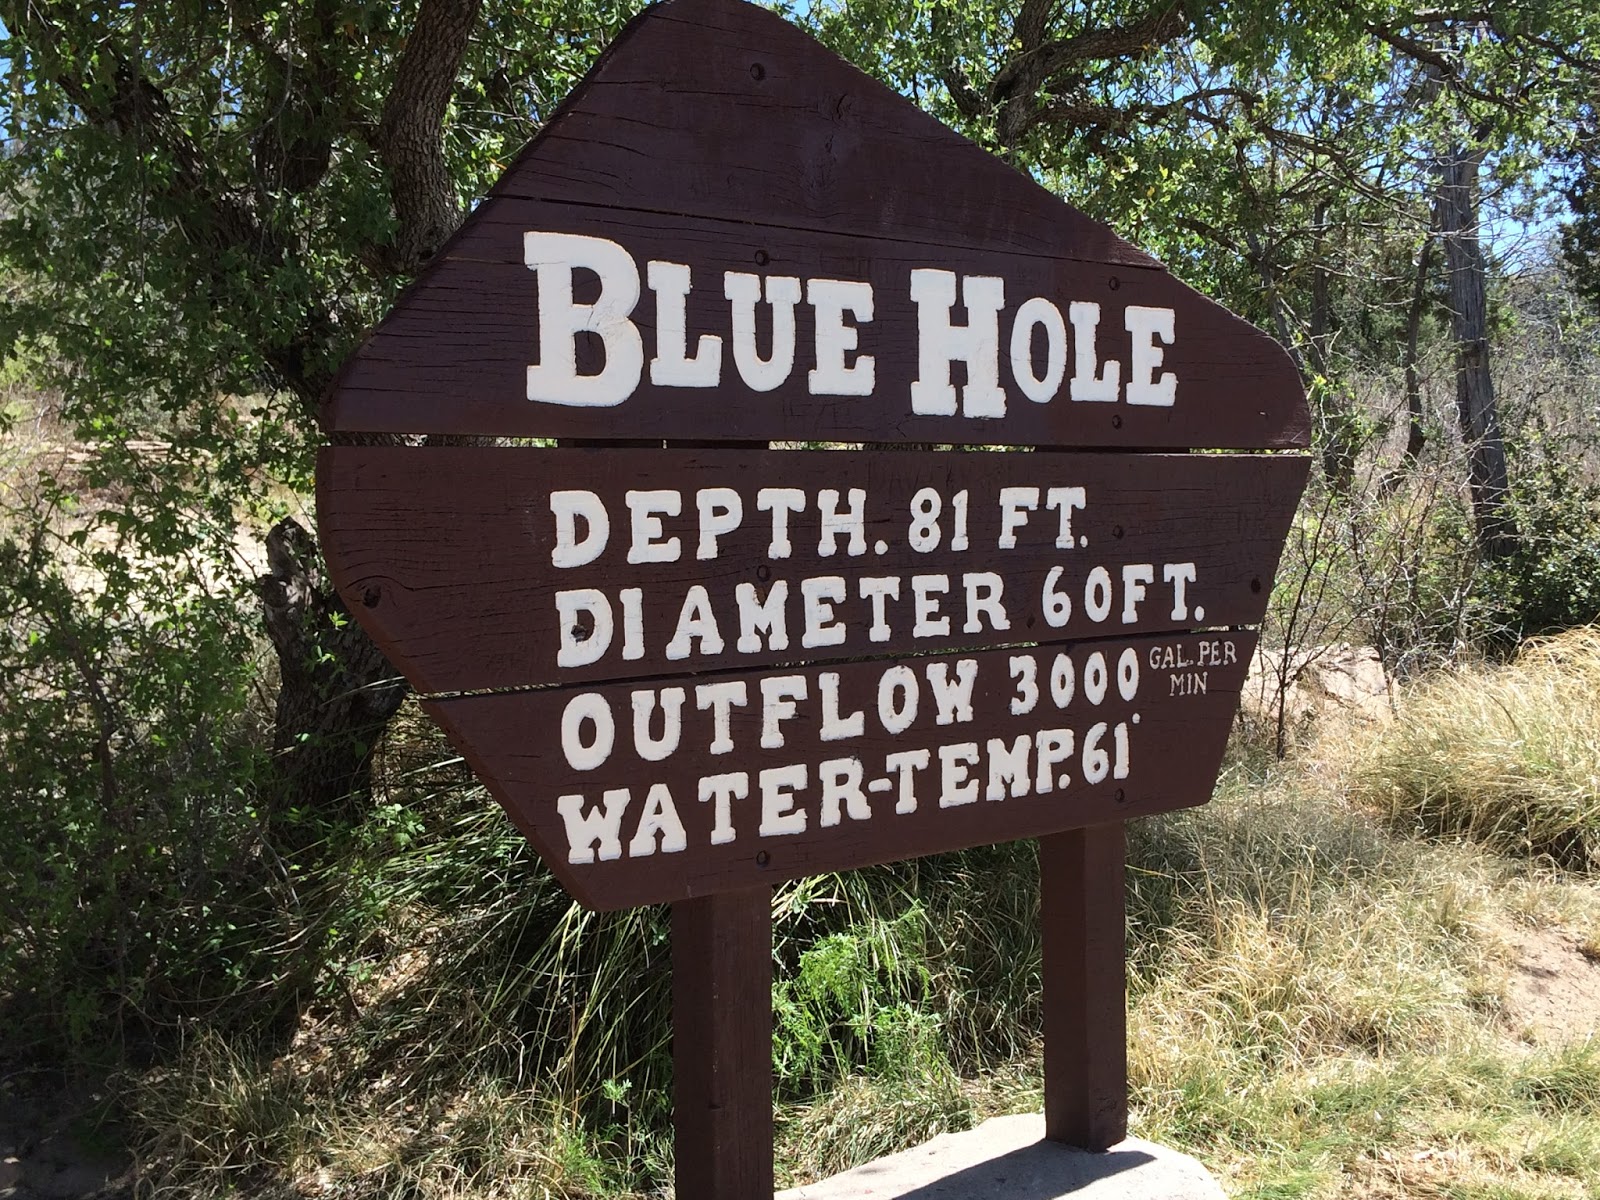 BLUE HOLE
DEPTH. 81 FT.
DIAMETER 60FT.
OUTFLOW 3000 GAL. PER MIN
WATER-TEMP. 61°